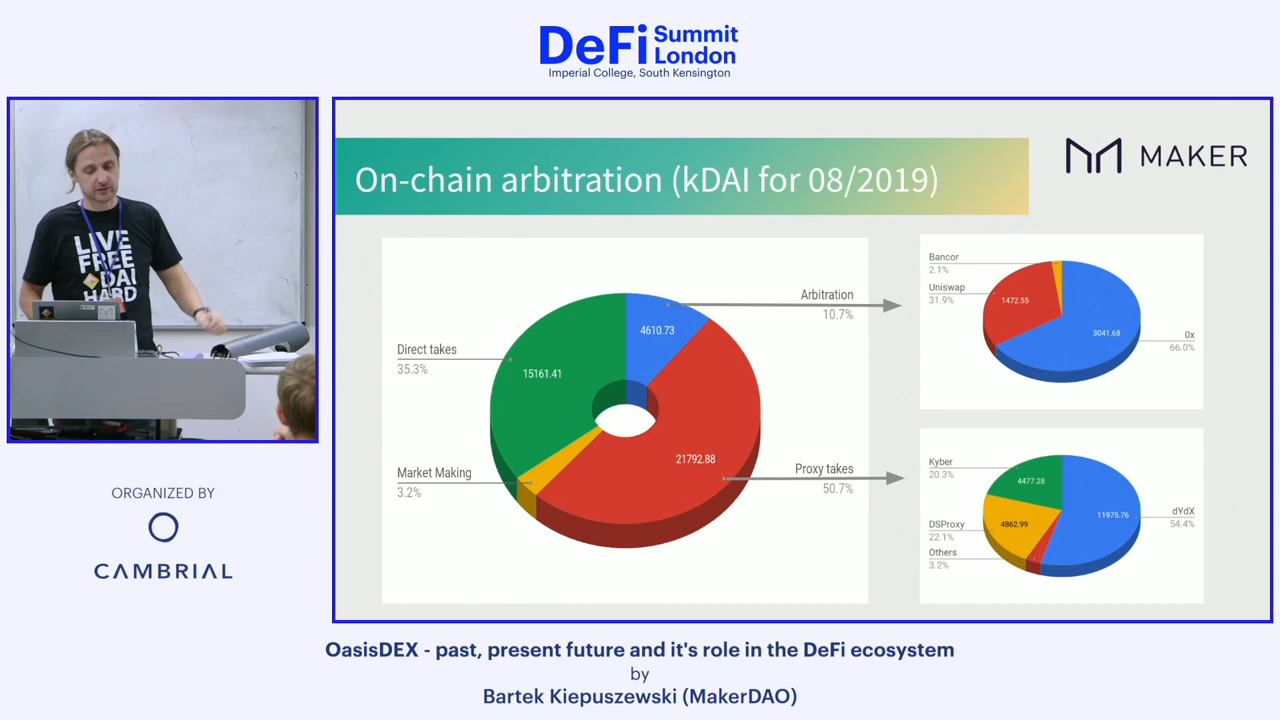 DeFi Summit
London
Imperial College, South Kensington
LIVE
FREE
DAI
HARD
ORGANIZED BY
CAMBRIAL
On-chain arbitration (kDAI for 08/2019)
MAKER
Arbitration
10.7%
4610.73
Direct takes
35.3%
15161.41
Market Making
3.2%
21792.88
Proxy takes
50.7%
Bancor
2.1%
Uniswap
31.9%
1472.55
3041.68
0x
66.0%
Kyber
20.3%
4477.28
11975.76
dYdX
54.4%
DSProxy
22.1%
4862.99
Others
3.2%
OasisDEX - past, present future and it's role in the DeFi ecosystem
by
Bartek Kiepuszewski (MakerDAO)